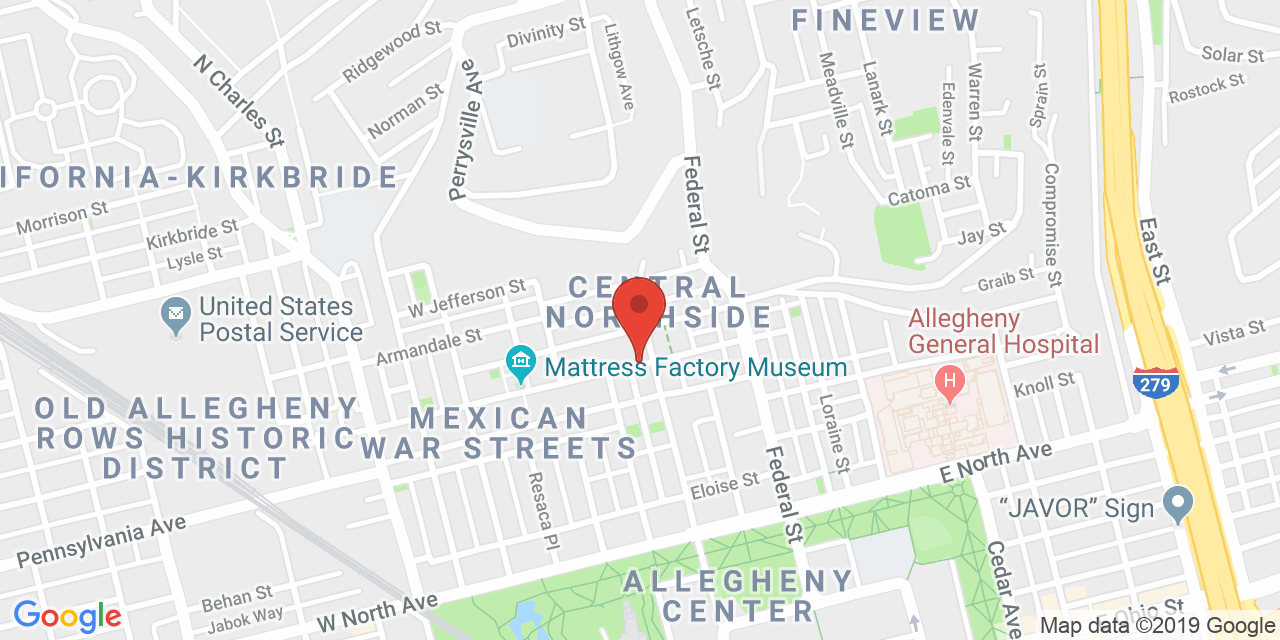 FINEVIEW
Divinity St
Ridgewood St
Lithgow Ave
Letsche St
Solar St
Rostock St
N Charles St
Norman St
Perrysville Ave
Meadville St
Lanark St
Warren St
Edenvale St
Spraint St
IFORNIA-KIRKBRIDE
Federal St
Catoma St
Compromise St
Morrison St
Kirkbride St
Lysle St
Jay St
East St
Graib St
W Jefferson St
CENTRAL
NORTHSIDE
United States
Postal Service
Armandale St
Allegheny
General Hospital
Vista St
Mattress Factory Museum
H
Knoll St
279
OLD ALLEGHENY
ROWS HISTORIC
DISTRICT
MEXICAN
WAR STREETS
Loraine St
Federal St
E North Ave
Resaca Pl
Eloise St
"JAVOR" Sign
Pennsylvania Ave
Cedar Ave
Behan St
Jabok Way
W North Ave
ALLEGHENY
CENTER
Ohio St
Google
Map data ©2019 Google